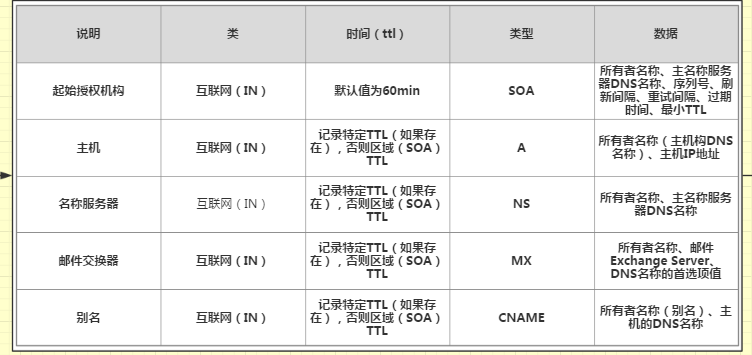 说明
类
时间（ttl）
类型
数据
起始授权机构
互联网（IN）
默认值为60min
SOA
所有者名称、主名称服务
器DNS名称、序列号、刷
新间隔、重试间隔、过期
时间、最小TTL
主机
互联网（IN）
记录特定TTL（如果存
在），否则区域（SOA）
TTL
A
所有者名称（主机构DNS
名称）、主机IP地址
名称服务器
互联网（IN）
记录特定TTL（如果存
在），否则区域（SOA）
TTL
NS
所有者名称、主名称服务
器DNS名称
邮件交换器
互联网（IN）
记录特定TTL（如果存
在），否则区域（SOA）
TTL
MX
所有者名称、邮件
Exchange Server、
DNS名称的首选项值
别名
互联网（IN）
记录特定TTL（如果存
在），否则区域（SOA）
TTL
CNAME
所有者名称（别名）、主
机的DNS名称